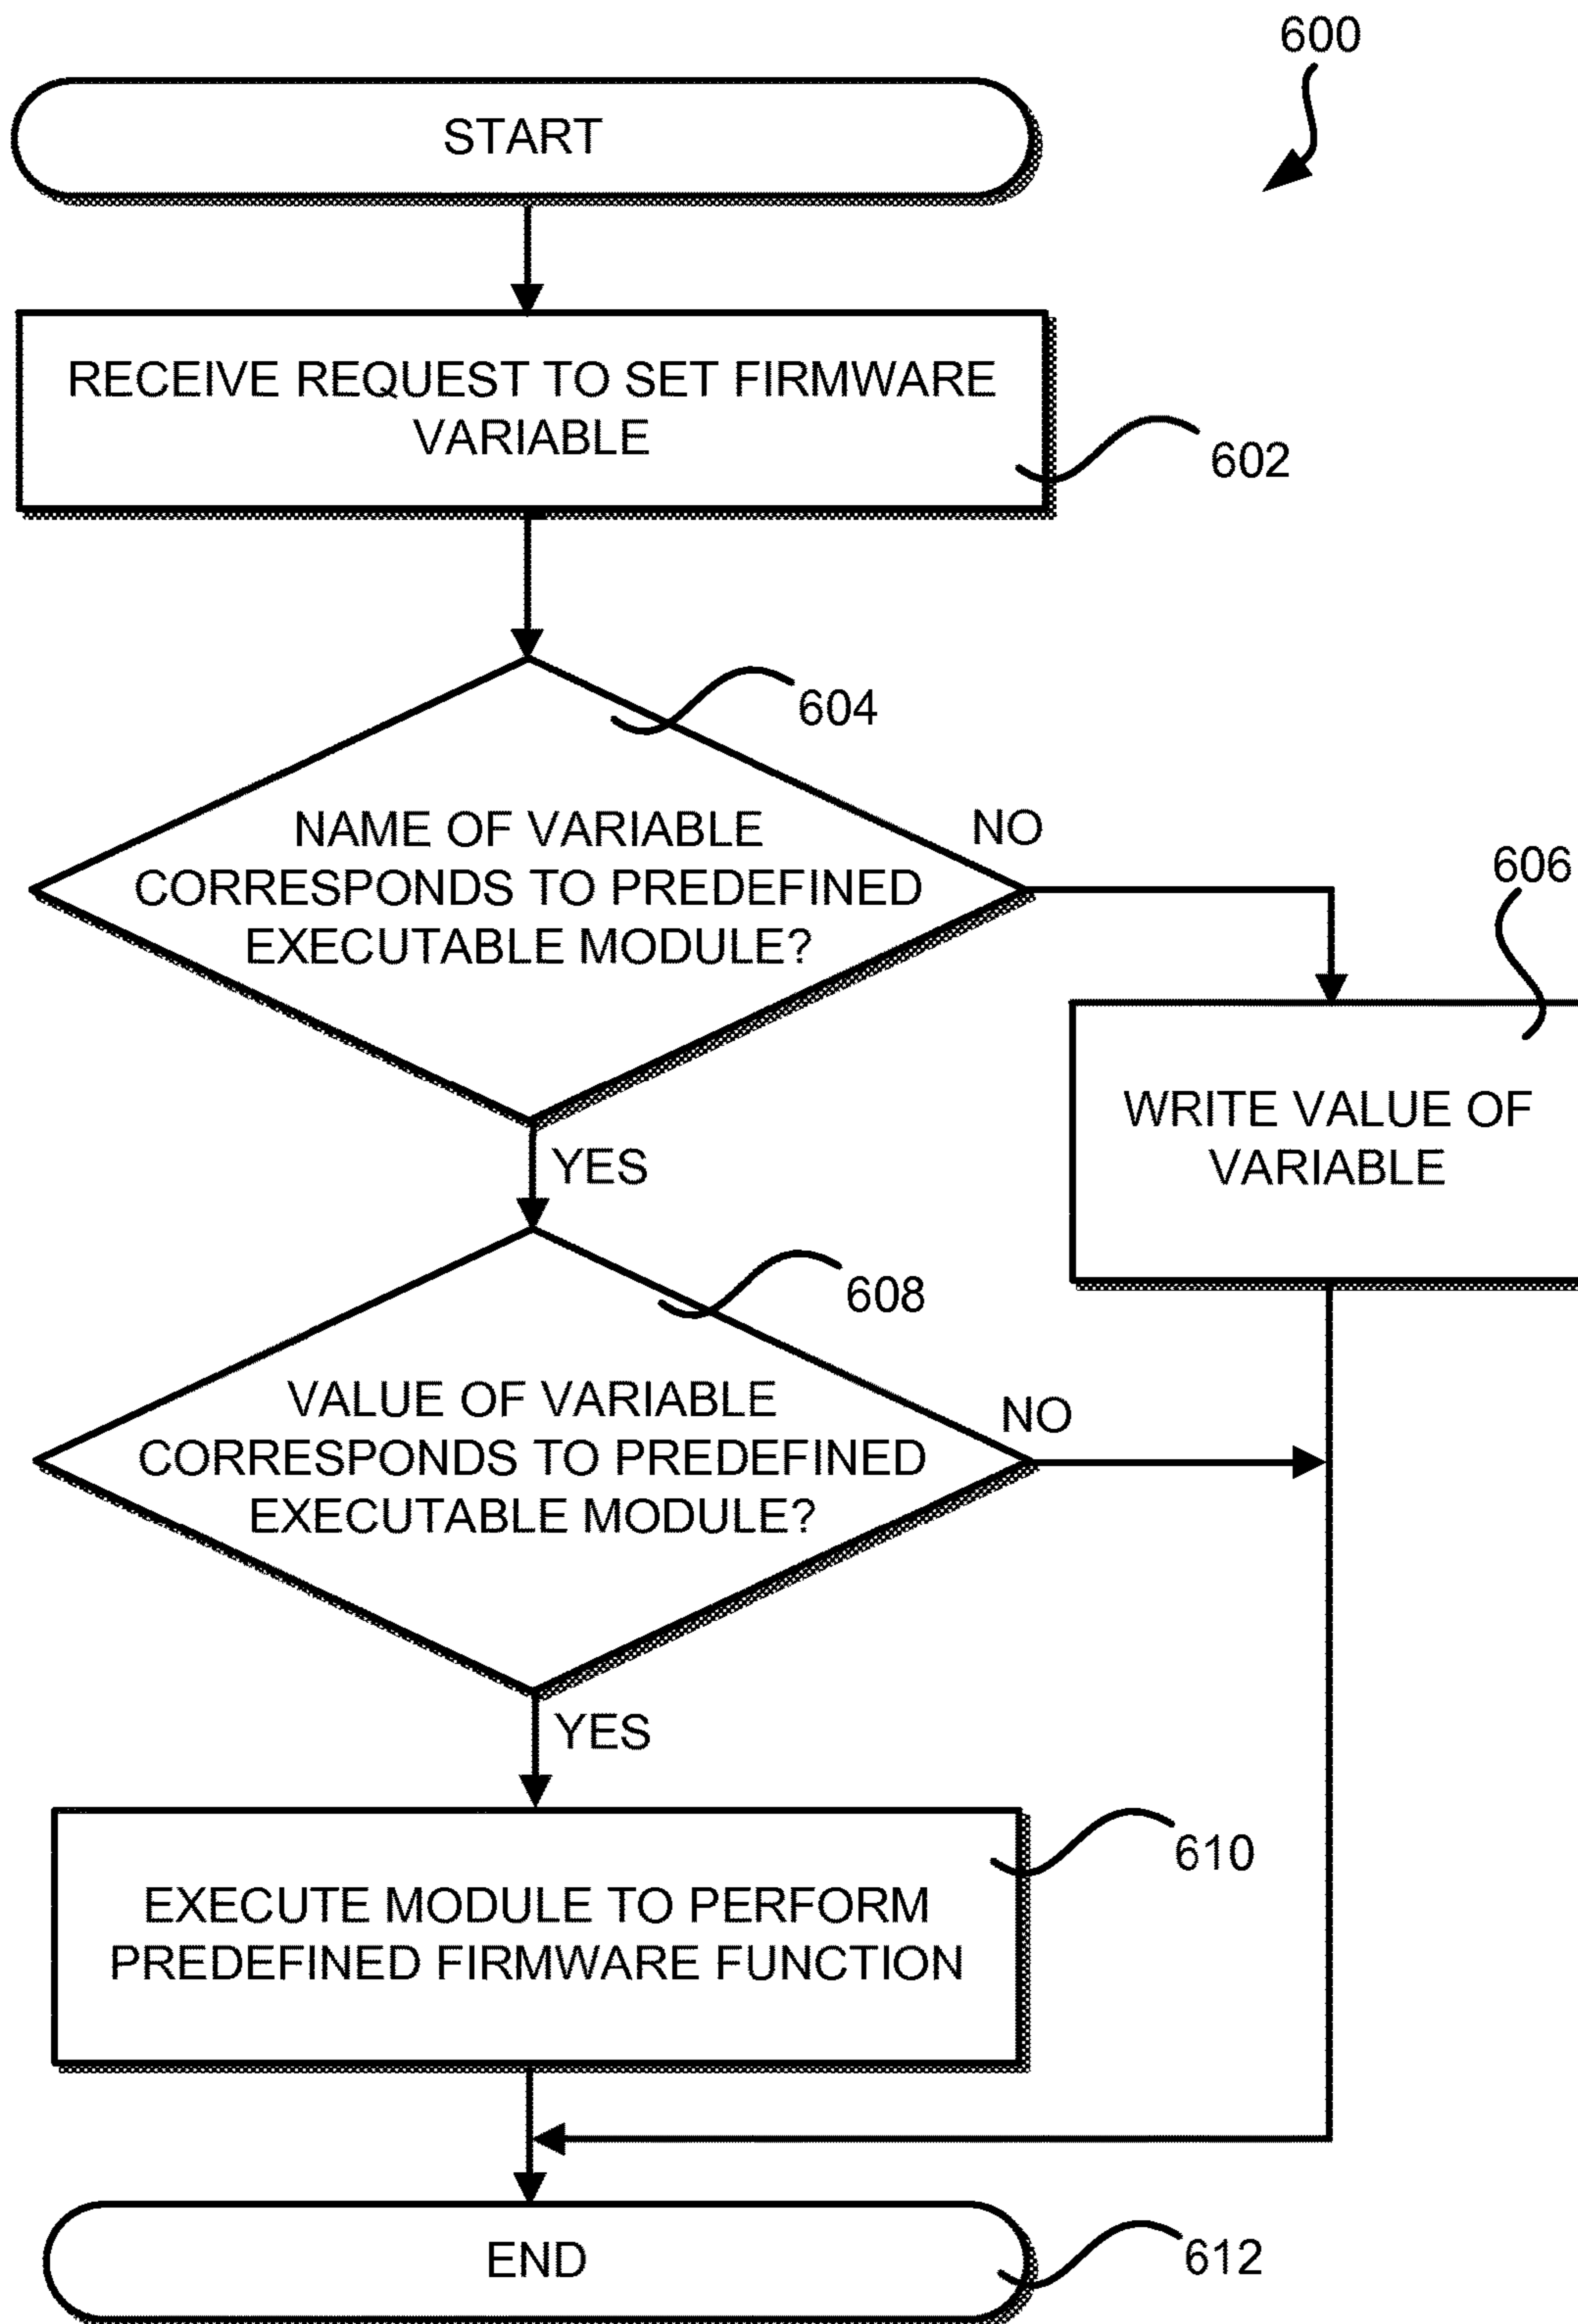 600
START
RECEIVE REQUEST TO SET FIRMWARE
VARIABLE
602
604
NAME OF VARIABLE
CORRESPONDS TO PREDEFINED
EXECUTABLE MODULE?
NO
606
WRITE VALUE OF
VARIABLE
YES
608
VALUE OF VARIABLE
CORRESPONDS TO PREDEFINED
EXECUTABLE MODULE?
NO
YES
610
EXECUTE MODULE TO PERFORM
PREDEFINED FIRMWARE FUNCTION
END
612